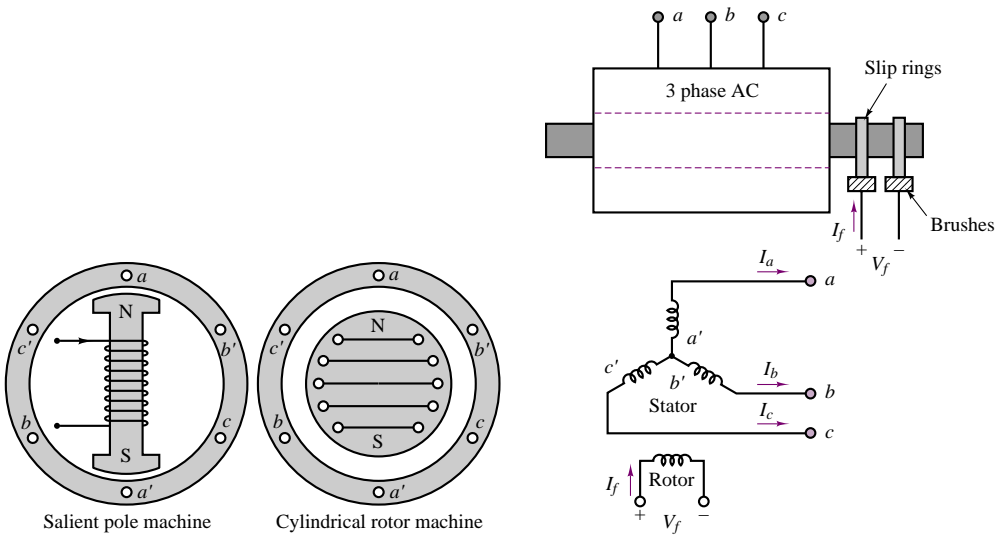 a b c
3 phase AC
Slip rings
Brushes
I_f
+ V_f −
a
N
c' b'
b c
S
a'
Salient pole machine
a
N
c' b'
b c
S
a'
Cylindrical rotor machine
I_a a
a'
c' b'
I_b b
Stator
I_c c
Rotor
I_f
+ V_f −